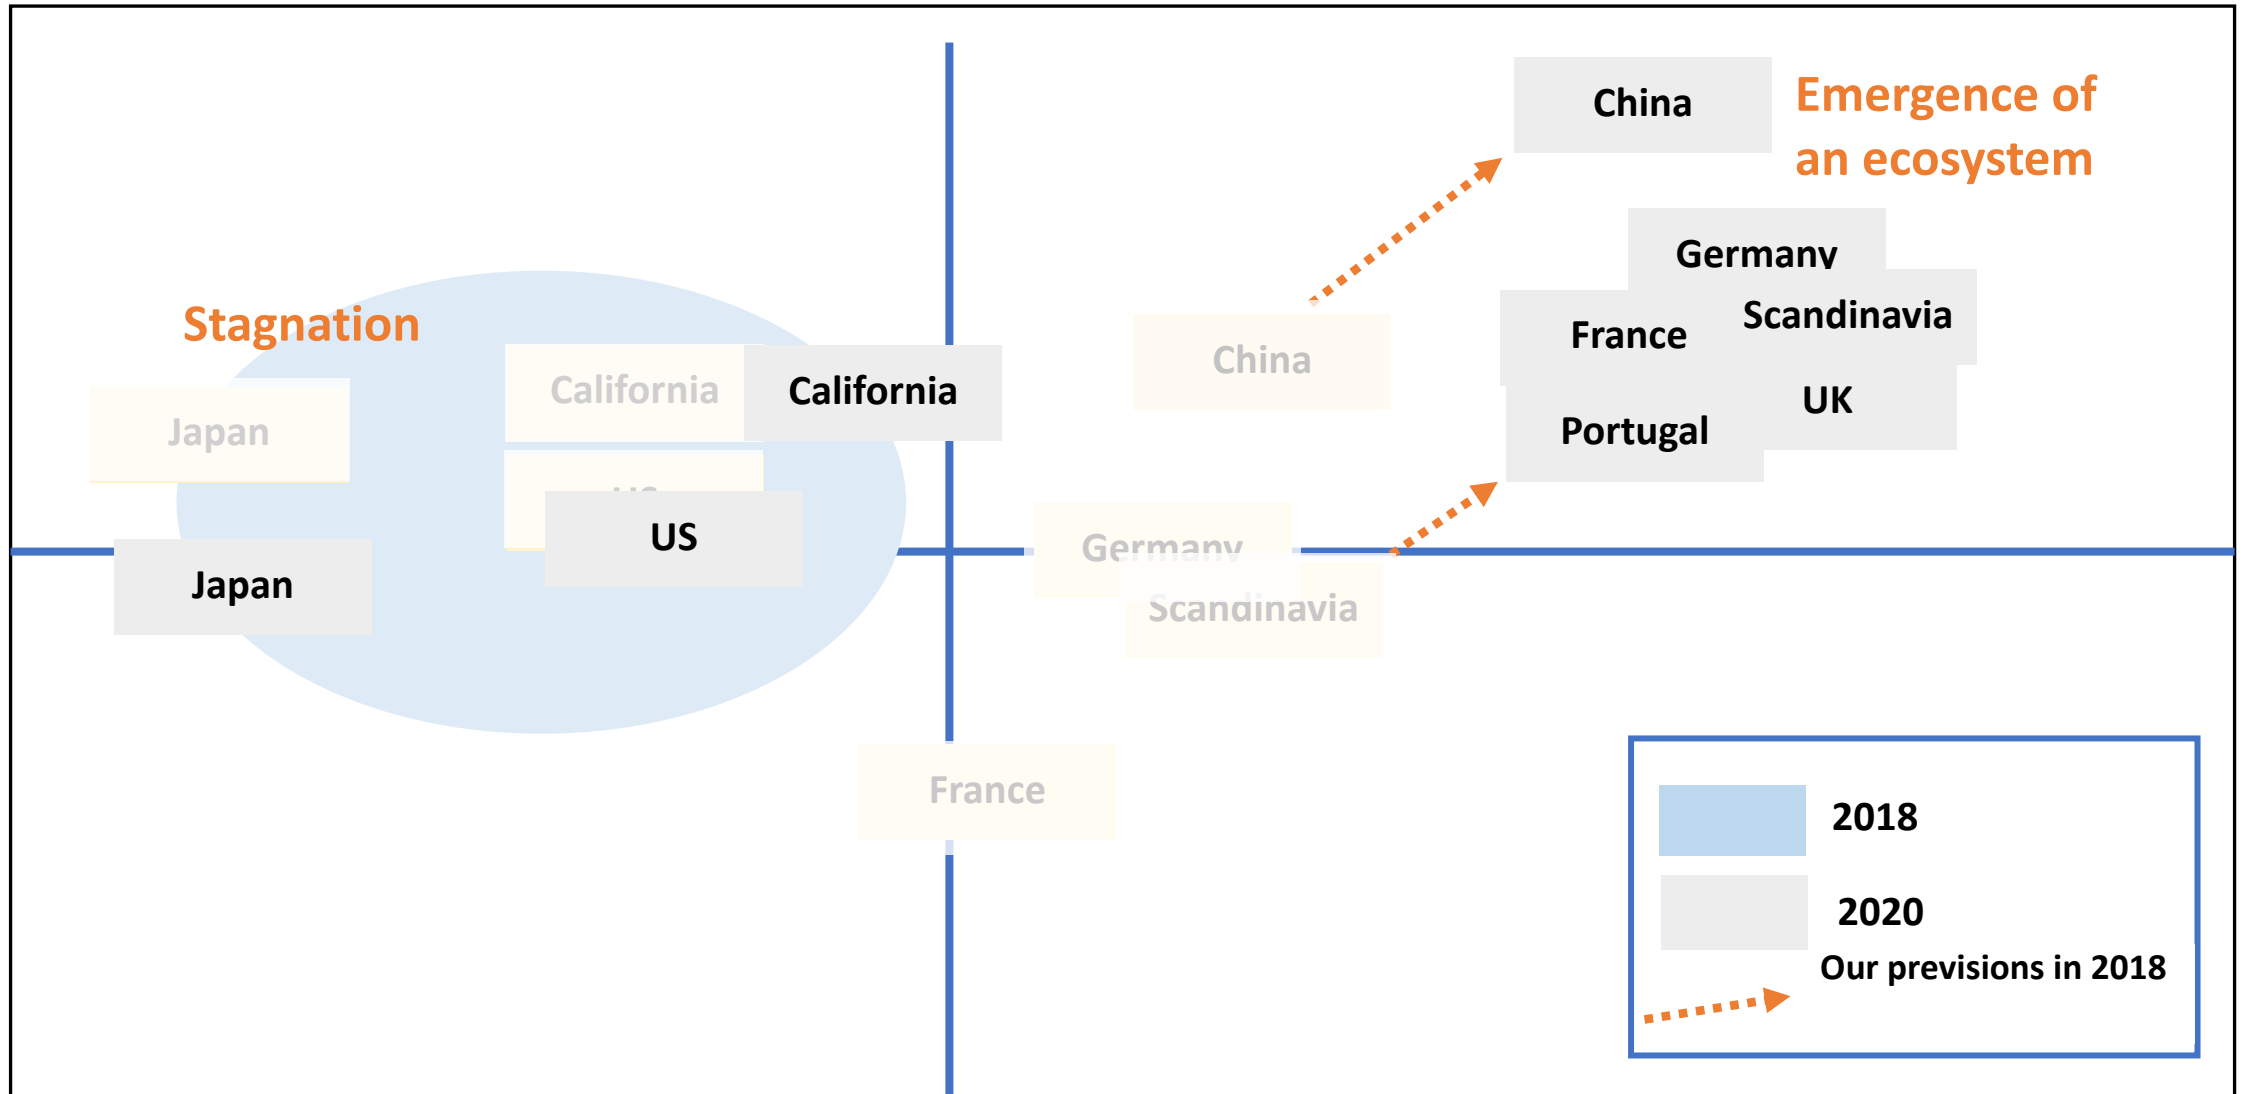 China
Emergence of
an ecosystem
Germany
Stagnation
Scandinavia
France
China
California
California
Japan
UK
Portugal
US
US
Germany
Japan
Scandinavia
France
2018
2020
Our previsions in 2018